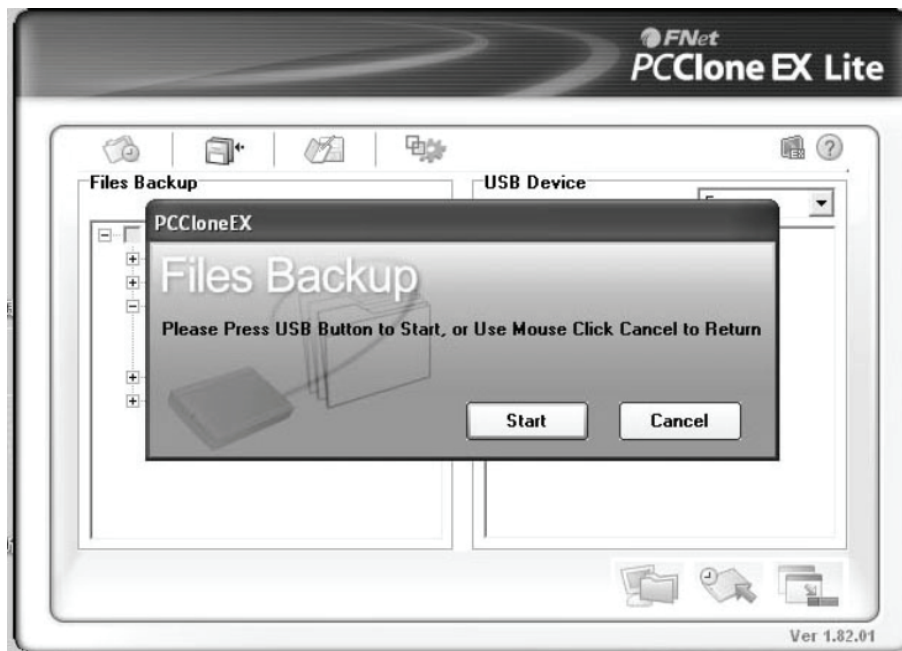 FNet
PCClone EX Lite
EX
?
Files Backup
USB Device
PCCloneEX
Files Backup
Please Press USB Button to Start, or Use Mouse Click Cancel to Return
Start
Cancel
Ver 1.82.01